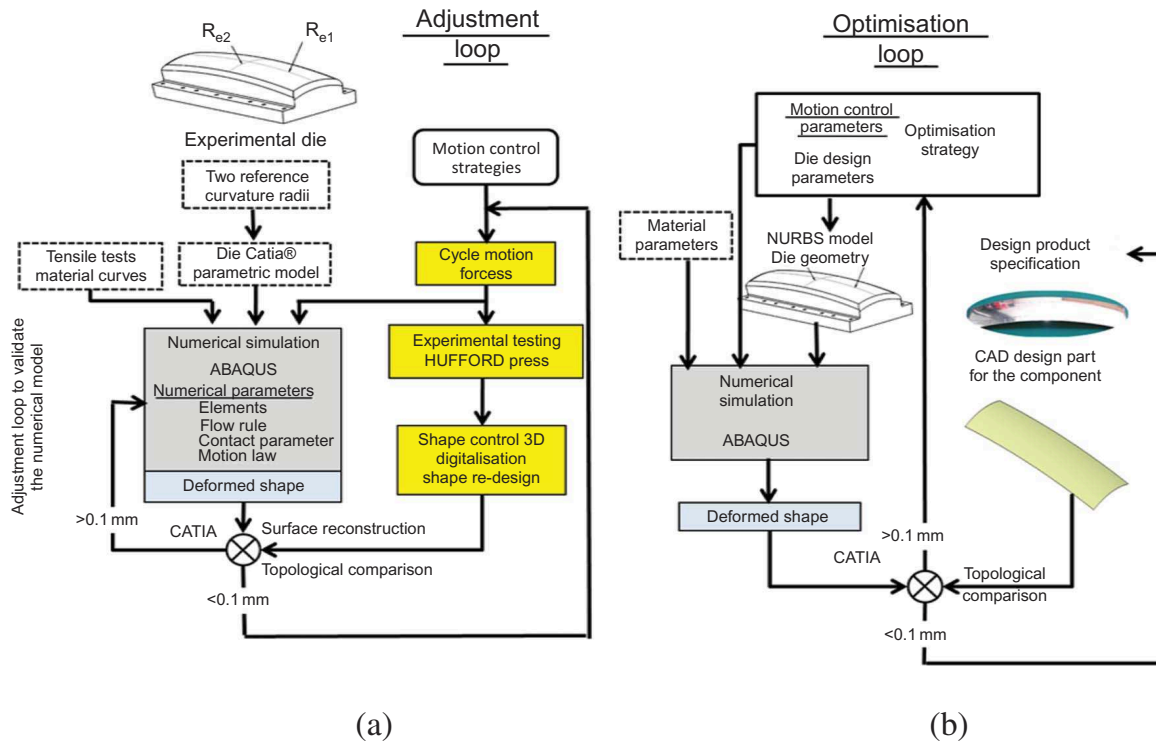 Adjustment
loop
R_e2
R_e1
Experimental die
Two reference
curvature radii
Motion control
strategies
Tensile tests
material curves
Die Catia®
parametric model
Cycle motion
forcess
Adjustment loop to validate
the numerical model
Numerical simulation
ABAQUS
Numerical parameters
Elements
Flow rule
Contact parameter
Motion law
Deformed shape
Experimental testing
HUFFORD press
Shape control 3D
digitalisation
shape re-design
>0.1 mm
CATIA
Surface reconstruction
Topological comparison
<0.1 mm
(a)
Optimisation
loop
Motion control
parameters
Optimisation
strategy
Die design
parameters
Material
parameters
NURBS model
Die geometry
Design product
specification
CAD design part
for the component
Numerical
simulation
ABAQUS
Deformed shape
>0.1 mm
CATIA
Topological
comparison
<0.1 mm
(b)